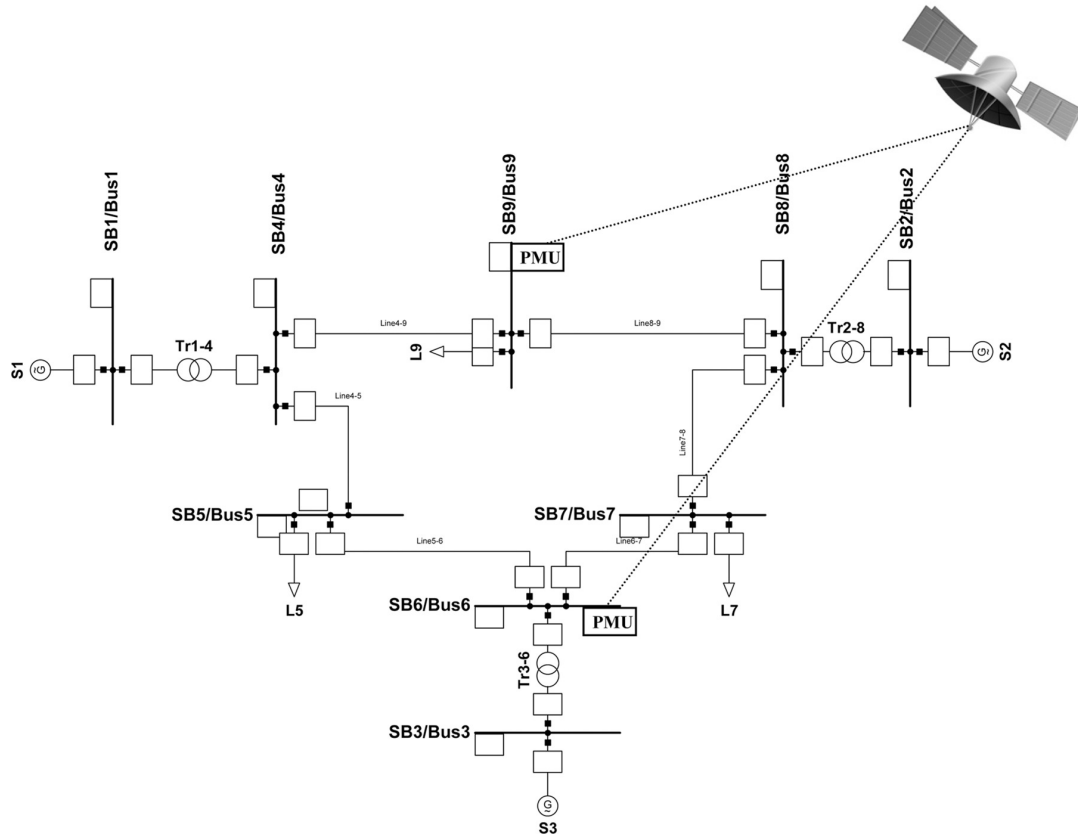 SB1/Bus1
SB4/Bus4
SB9/Bus9
SB8/Bus8
SB2/Bus2
PMU
Line4-9
Line8-9
Tr1-4
Tr2-8
L9
S1
G
~
G
~
S2
Line4-5
Line7-8
SB5/Bus5
SB7/Bus7
Line5-6
Line6-7
L5
L7
SB6/Bus6
PMU
Tr3-6
SB3/Bus3
G
~
S3